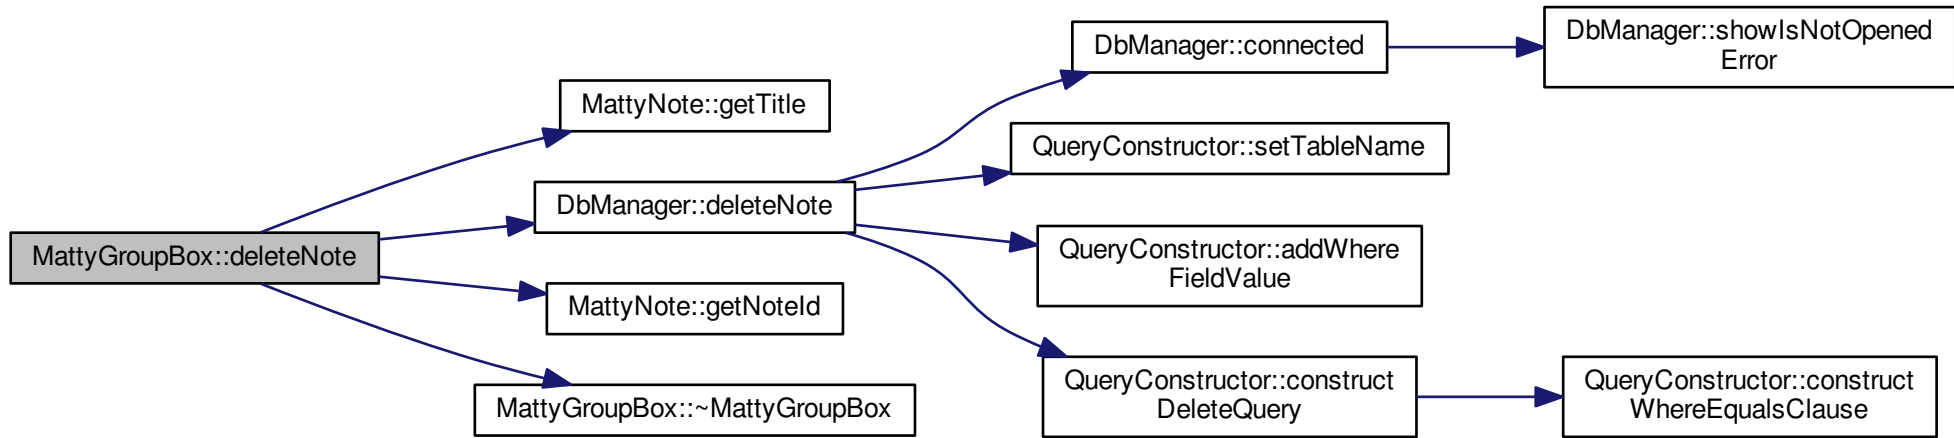 MattyGroupBox::deleteNote
MattyNote::getTitle
DbManager::deleteNote
MattyNote::getNoteId
MattyGroupBox::~MattyGroupBox
DbManager::connected
QueryConstructor::setTableName
QueryConstructor::addWhere
FieldValue
QueryConstructor::construct
DeleteQuery
DbManager::showIsNotOpened
Error
QueryConstructor::construct
WhereEqualsClause